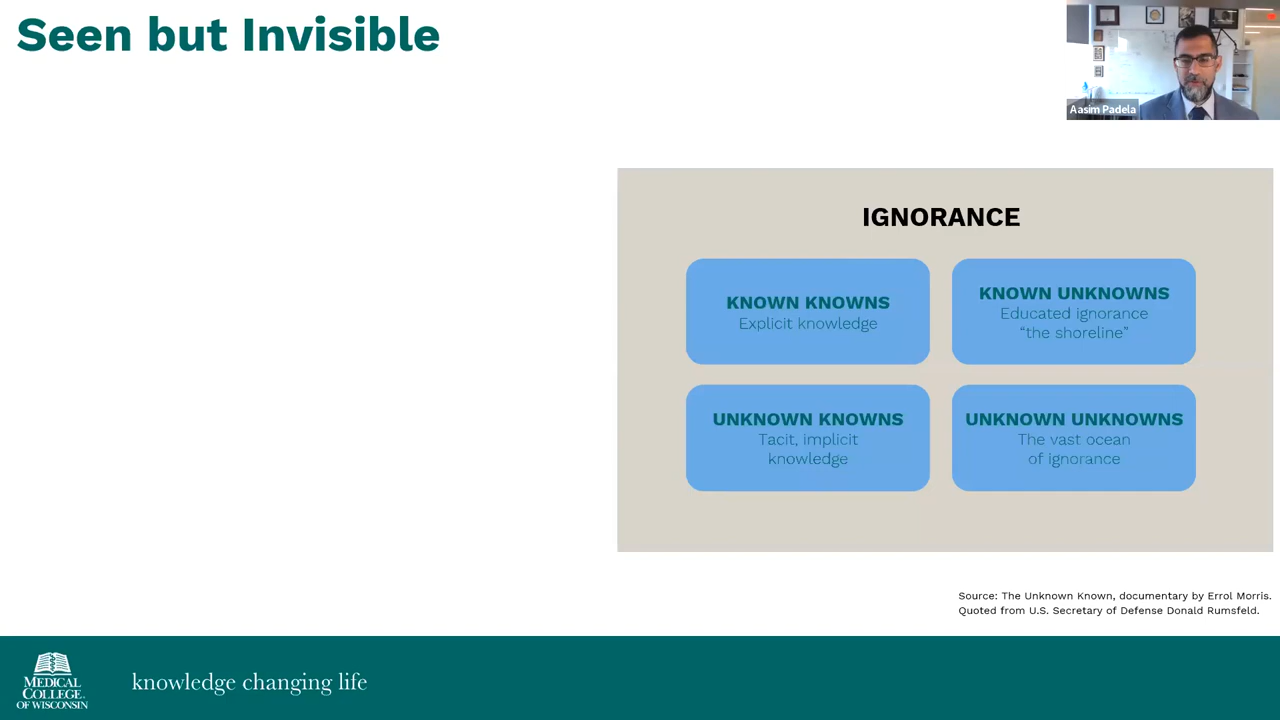 Seen but Invisible
Aasim Padela
IGNORANCE
KNOWN KNOWNS
Explicit knowledge
KNOWN UNKNOWNS
Educated ignorance
“the shoreline”
UNKNOWN KNOWNS
Tacit, implicit
knowledge
UNKNOWN UNKNOWNS
The vast ocean
of ignorance
Source: The Unknown Known, documentary by Errol Morris.
Quoted from U.S. Secretary of Defense Donald Rumsfeld.
MEDICAL
COLLEGE
OF WISCONSIN
knowledge changing life